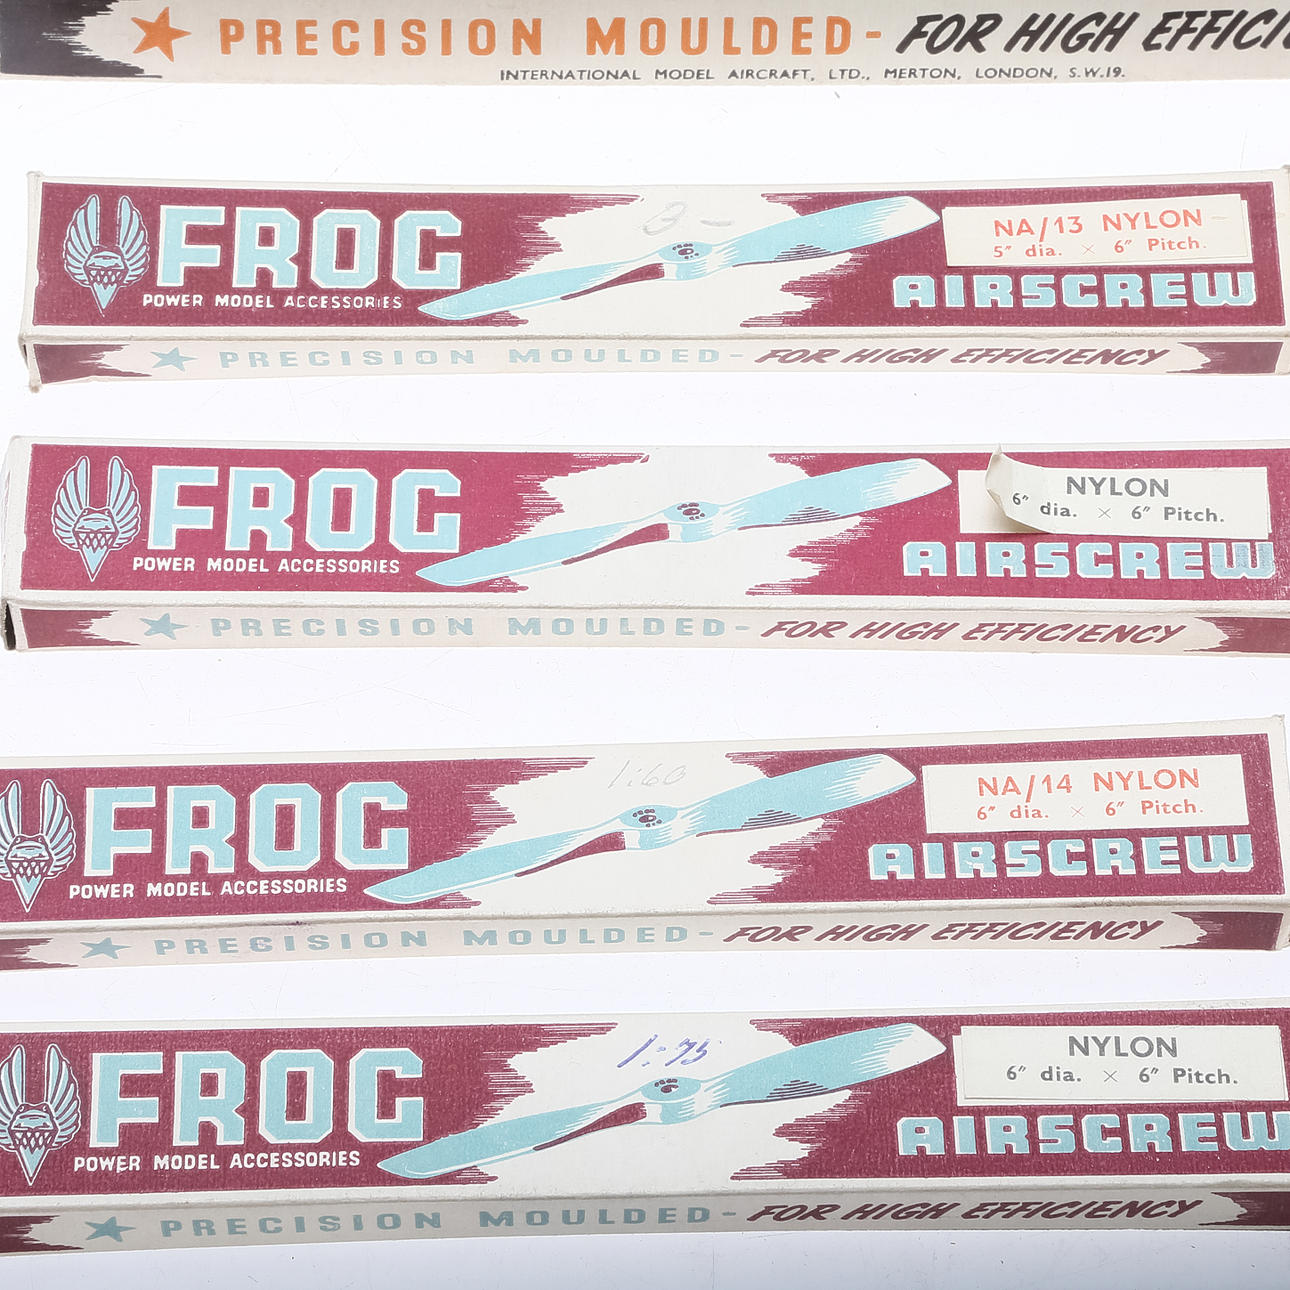 PRECISION MOULDED - FOR HIGH
INTERNATIONAL MODEL AIRCRAFT, LTD., MERTON, LONDON, S.W.19.
FROG
POWER MODEL ACCESSORIES
3 -
NA/13 NYLON
5" dia. × 6" Pitch.
AIRSCREW
PRECISION MOULDED - FOR HIGH EFFICIENCY
FROG
POWER MODEL ACCESSORIES
NYLON
6" dia. × 6" Pitch.
AIRSCREW
PRECISION MOULDED - FOR HIGH EFFICIENCY
FROG
POWER MODEL ACCESSORIES
1:60
NA/14 NYLON
6" dia. × 6" Pitch.
AIRSCREW
PRECISION MOULDED - FOR HIGH EFFICIENCY
FROG
POWER MODEL ACCESSORIES
1:75
NYLON
6" dia. × 6" Pitch.
AIRSCREW
PRECISION MOULDED - FOR HIGH EFFICIENCY